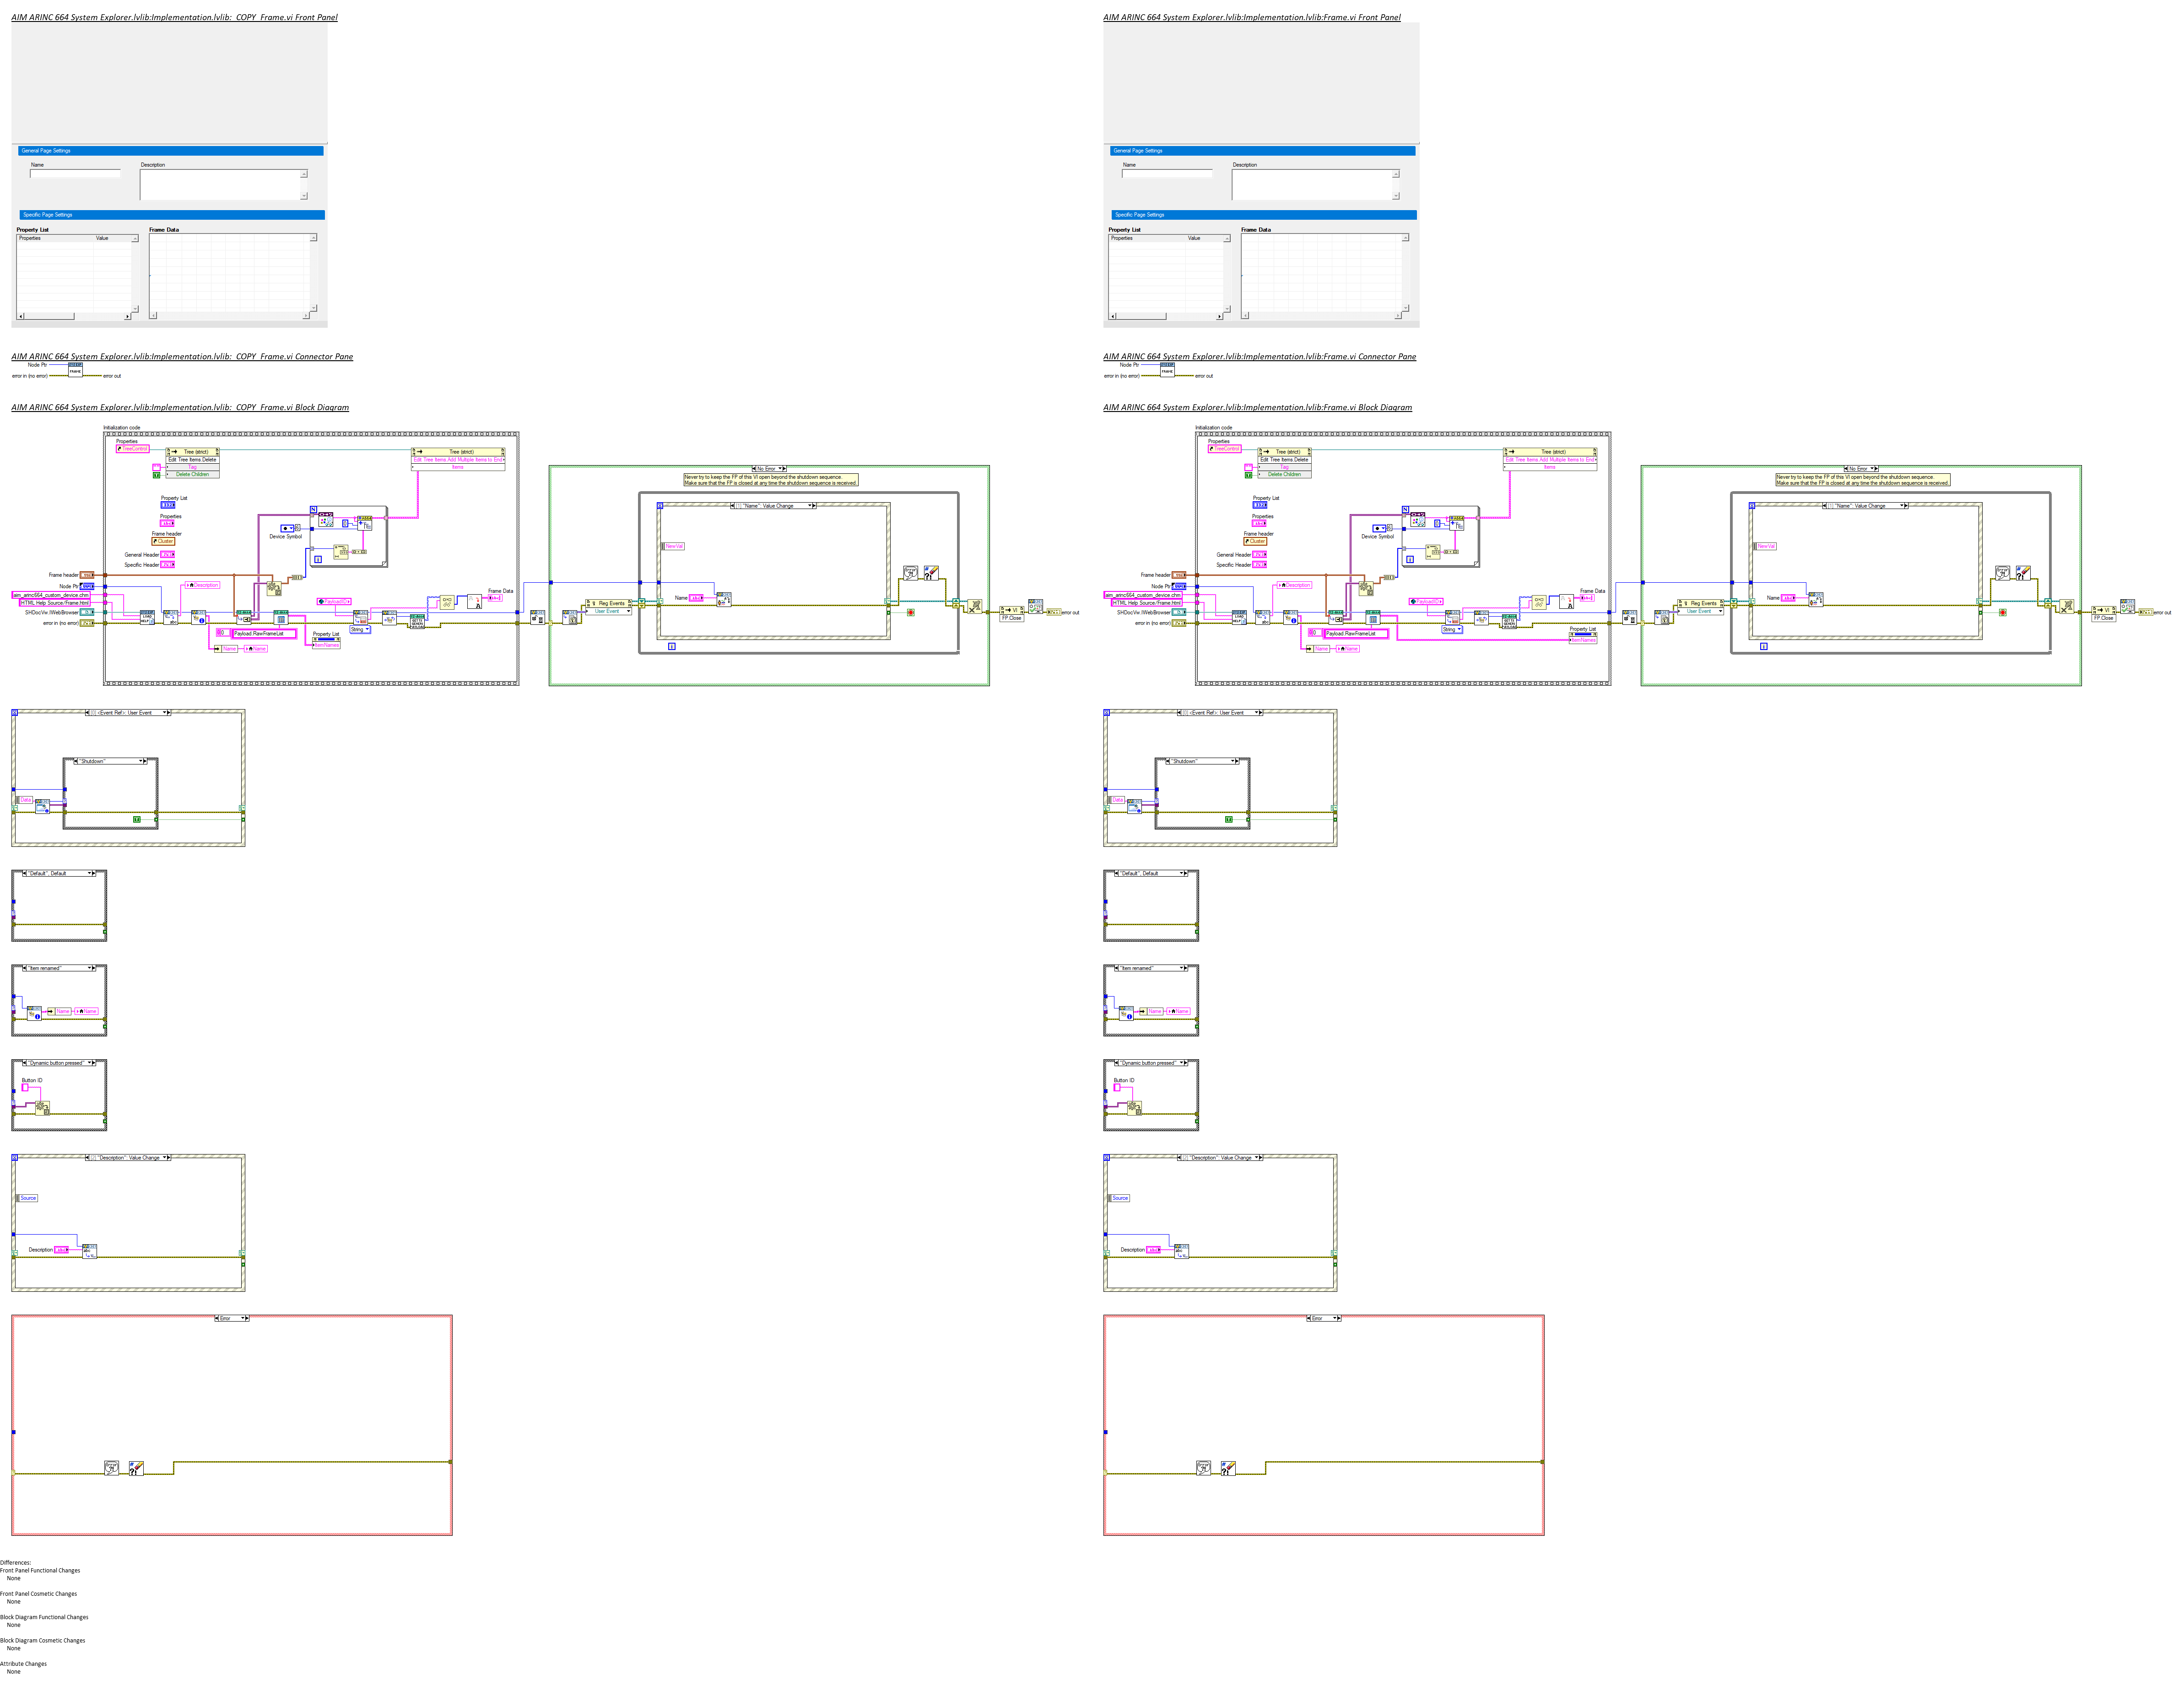 AIM ARINC 664 System Explorer.lvlib:Implementation.lvlib:_COPY_Frame.vi Front Panel
General Page Settings
Name
Description
Specific Page Settings
Property List
Frame Data
Properties
Value
AIM ARINC 664 System Explorer.lvlib:Implementation.lvlib:_COPY_Frame.vi Connector Pane
Node Ptr
FRAME
error in (no error)
error out
AIM ARINC 664 System Explorer.lvlib:Implementation.lvlib:_COPY_Frame.vi Block Diagram
Initialization code
Properties
TreeControl
Tree (strict)
Edit Tree Items.Delete
Tag
Delete Children
Tree (strict)
Edit Tree Items.Add Multiple Items to End
Items
No Error
Never try to keep the FP of this VI open beyond the shutdown sequence.
Make sure that the FP is closed at any time the shutdown sequence is received.
[1] "Name": Value Change
NewVal
Property List
Properties
Frame header
Cluster
Device Symbol
General Header
Specific Header
Frame header
Node Ptr
aim_arinc664_custom_device.chm
HTML Help Source/Frame.html
SHDocVw.IWebBrowser
error in (no error)
Description
Payload.RawFrameList
Name
Name
Property List
ItemNames
String
Frame Data
Reg Events
User Event
Name
VI
FP.Close
error out
[0] <Event Ref>: User Event
"Shutdown"
Data
"Default", Default
"Item renamed"
Name
Name
"Dynamic button pressed"
Button ID
[2] "Description": Value Change
Source
Description
Error
Differences:
Front Panel Functional Changes
None
Front Panel Cosmetic Changes
None
Block Diagram Functional Changes
None
Block Diagram Cosmetic Changes
None
Attribute Changes
None
AIM ARINC 664 System Explorer.lvlib:Implementation.lvlib:Frame.vi Front Panel
General Page Settings
Name
Description
Specific Page Settings
Property List
Frame Data
Properties
Value
AIM ARINC 664 System Explorer.lvlib:Implementation.lvlib:Frame.vi Connector Pane
Node Ptr
FRAME
error in (no error)
error out
AIM ARINC 664 System Explorer.lvlib:Implementation.lvlib:Frame.vi Block Diagram
Initialization code
Properties
TreeControl
Tree (strict)
Edit Tree Items.Delete
Tag
Delete Children
Tree (strict)
Edit Tree Items.Add Multiple Items to End
Items
No Error
Never try to keep the FP of this VI open beyond the shutdown sequence.
Make sure that the FP is closed at any time the shutdown sequence is received.
[1] "Name": Value Change
NewVal
Property List
Properties
Frame header
Cluster
Device Symbol
General Header
Specific Header
Frame header
Node Ptr
aim_arinc664_custom_device.chm
HTML Help Source/Frame.html
SHDocVw.IWebBrowser
error in (no error)
Description
Payload.RawFrameList
Name
Name
String
Frame Data
Property List
ItemNames
Reg Events
User Event
Name
VI
FP.Close
error out
[0] <Event Ref>: User Event
"Shutdown"
Data
"Default", Default
"Item renamed"
Name
Name
"Dynamic button pressed"
Button ID
[2] "Description": Value Change
Source
Description
Error